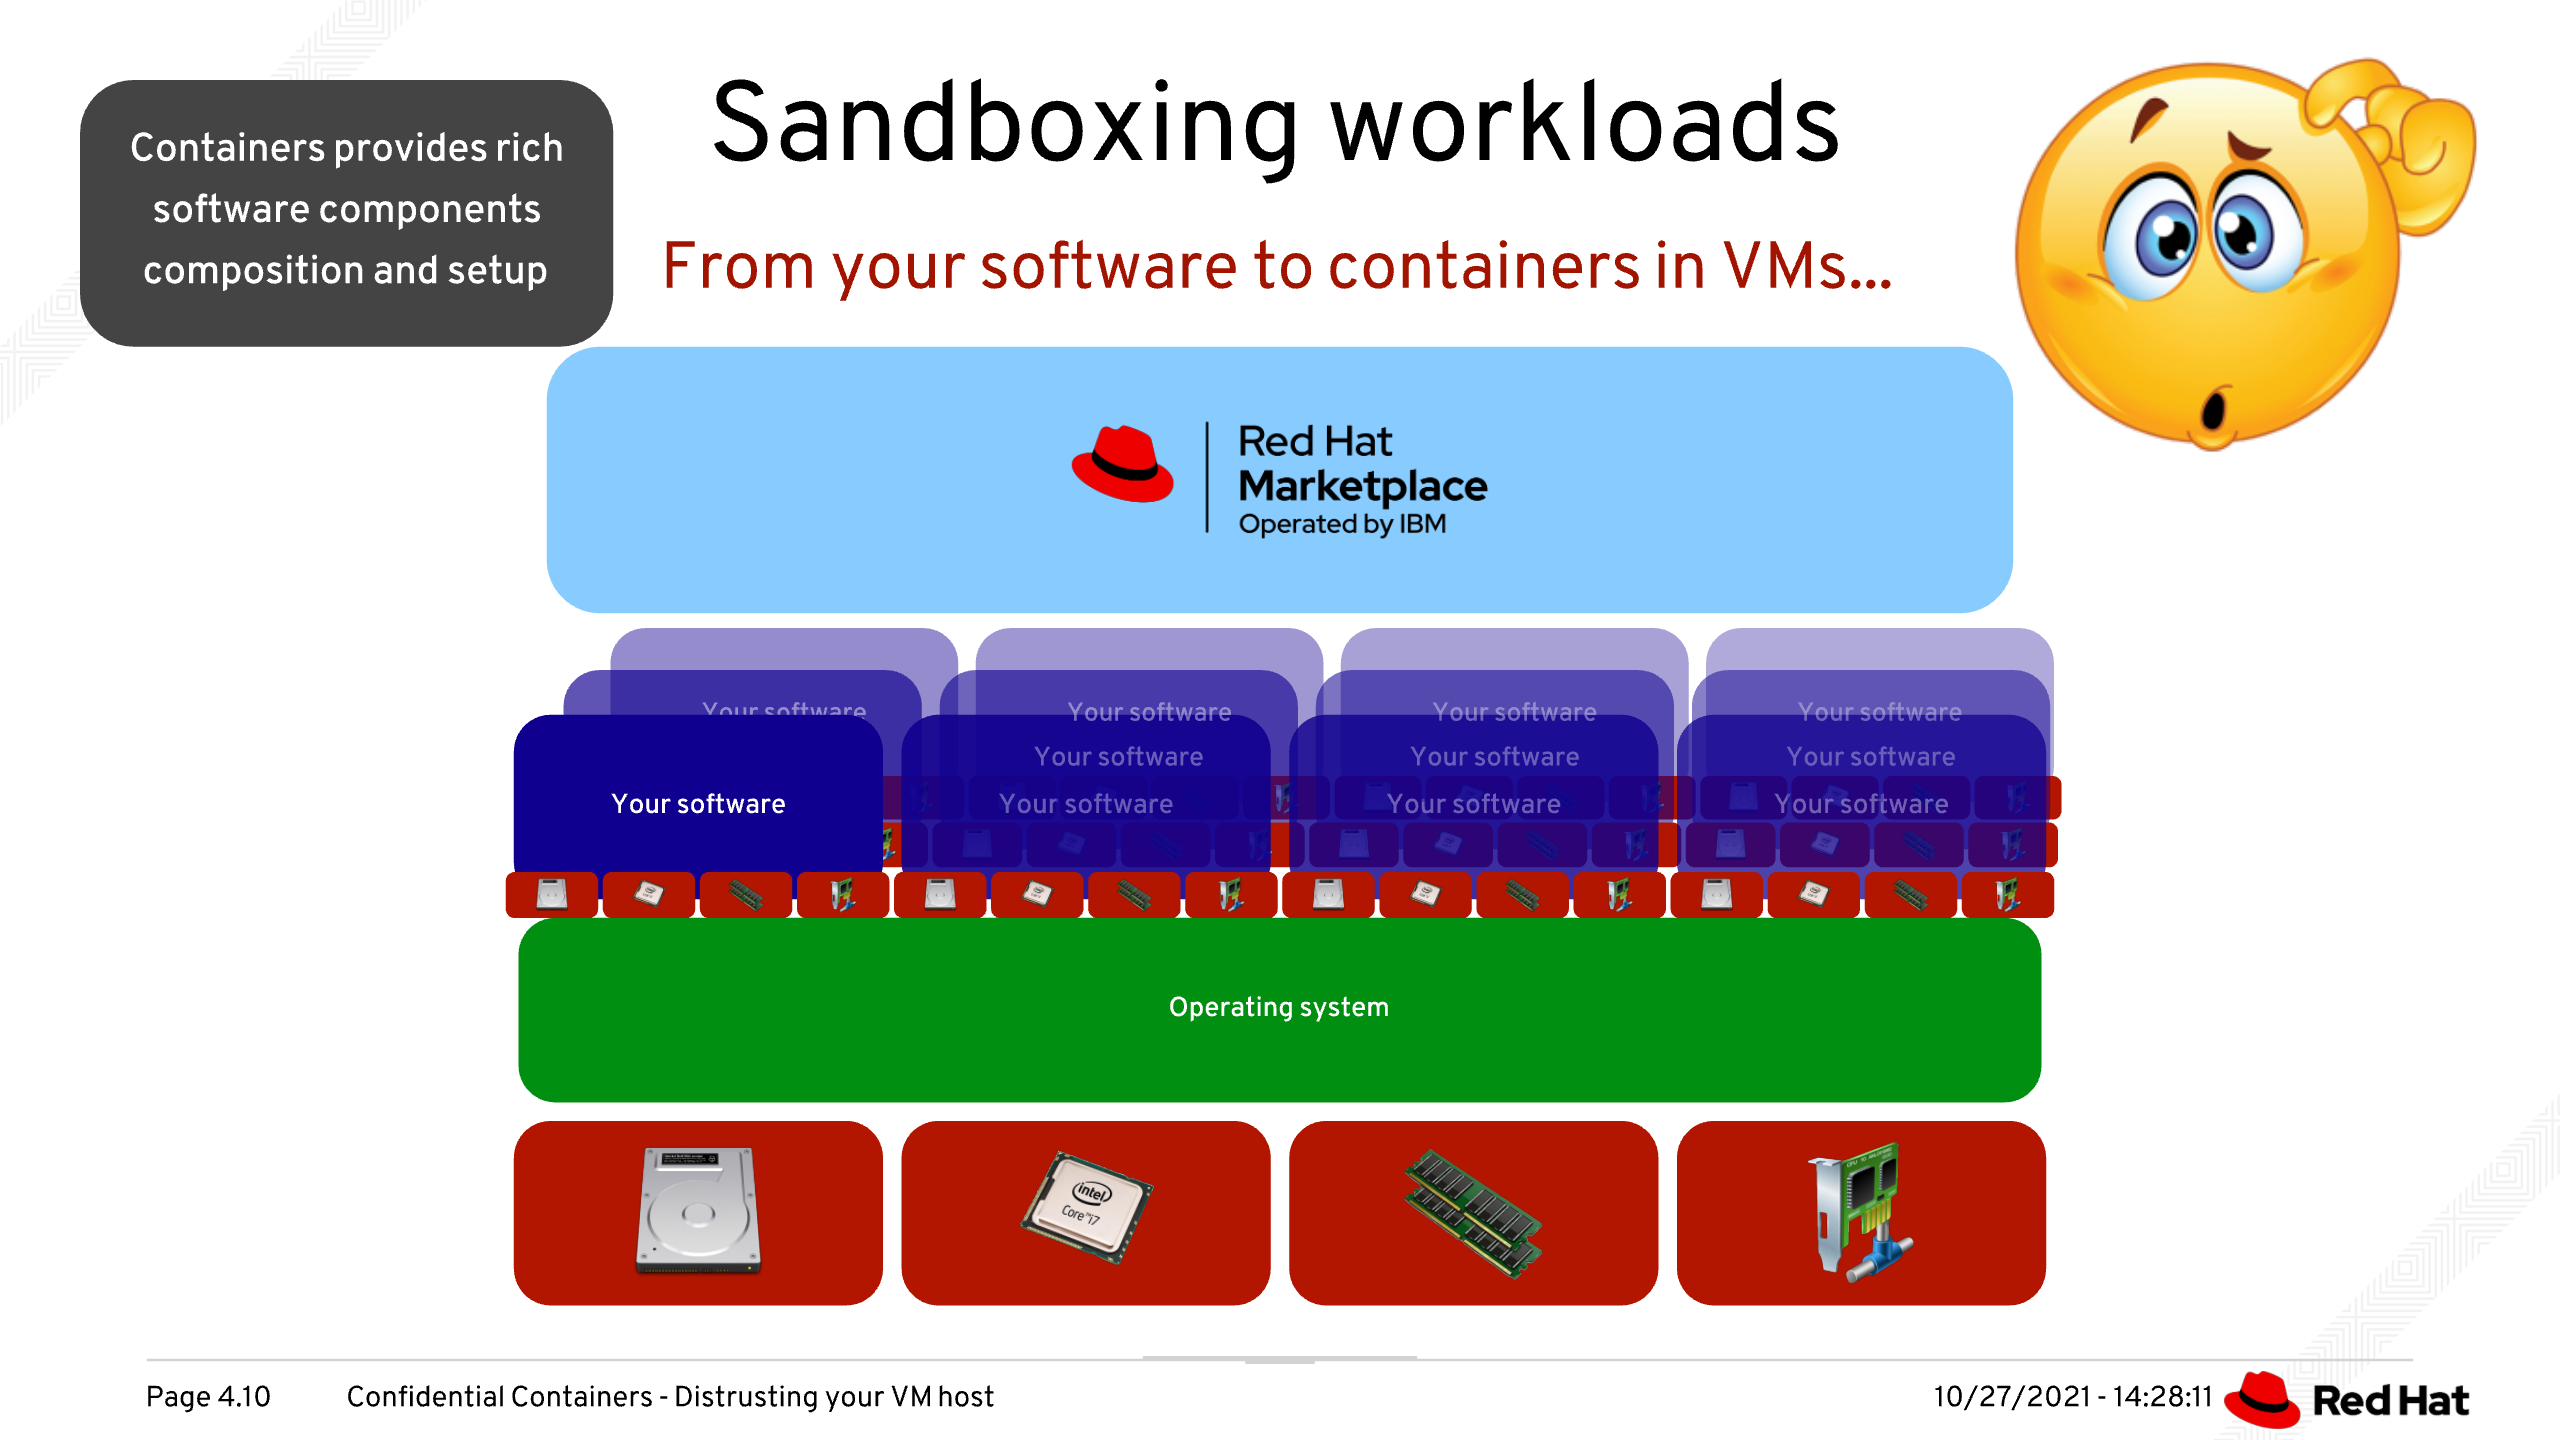 Containers provides rich
software components
composition and setup
Sandboxing workloads
From your software to containers in VMs...
Red Hat
Marketplace
Operated by IBM
Your software
Your software
Your software
Your software
Your software
Your software
Your software
Your software
Your software
Your software
Your software
Operating system
intel
Core i7
Page 4.10
Confidential Containers - Distrusting your VM host
10/27/2021 - 14:28:11
Red Hat